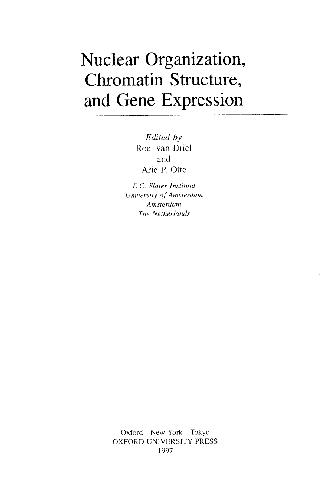 Nuclear Organization,
Chromatin Structure,
and Gene Expression
Edited by
Roel van Driel
and
Arie P. Otte
E.C. Slater Instituut
University of Amsterdam
Amsterdam
The Netherlands
Oxford New York Tokyo
OXFORD UNIVERSITY PRESS
1997